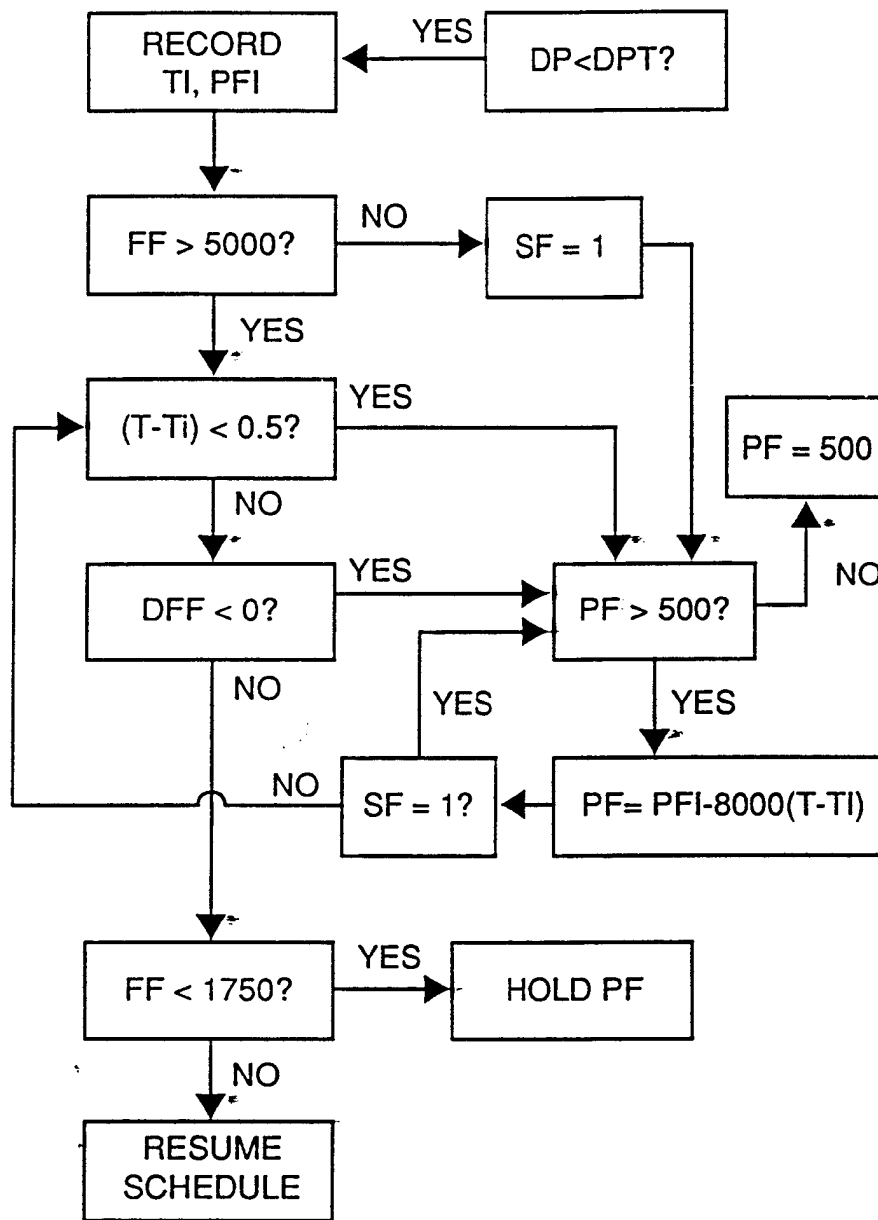 RECORD
TI, PFI
YES
DP<DPT?
FF > 5000?
NO
SF = 1
YES
(T-Ti) < 0.5?
YES
PF = 500
NO
DFF < 0?
YES
PF > 500?
NO
NO
YES
YES
NO
SF = 1?
PF= PFI-8000(T-TI)
FF < 1750?
YES
HOLD PF
NO
RESUME
SCHEDULE